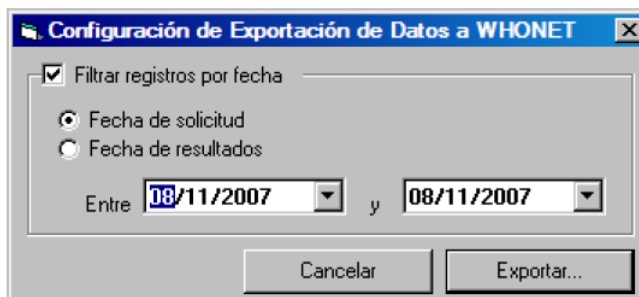 Configuración de Exportación de Datos a WHONET
Filtrar registros por fecha
Fecha de solicitud
Fecha de resultados
Entre 08/11/2007 y 08/11/2007
Cancelar Exportar...